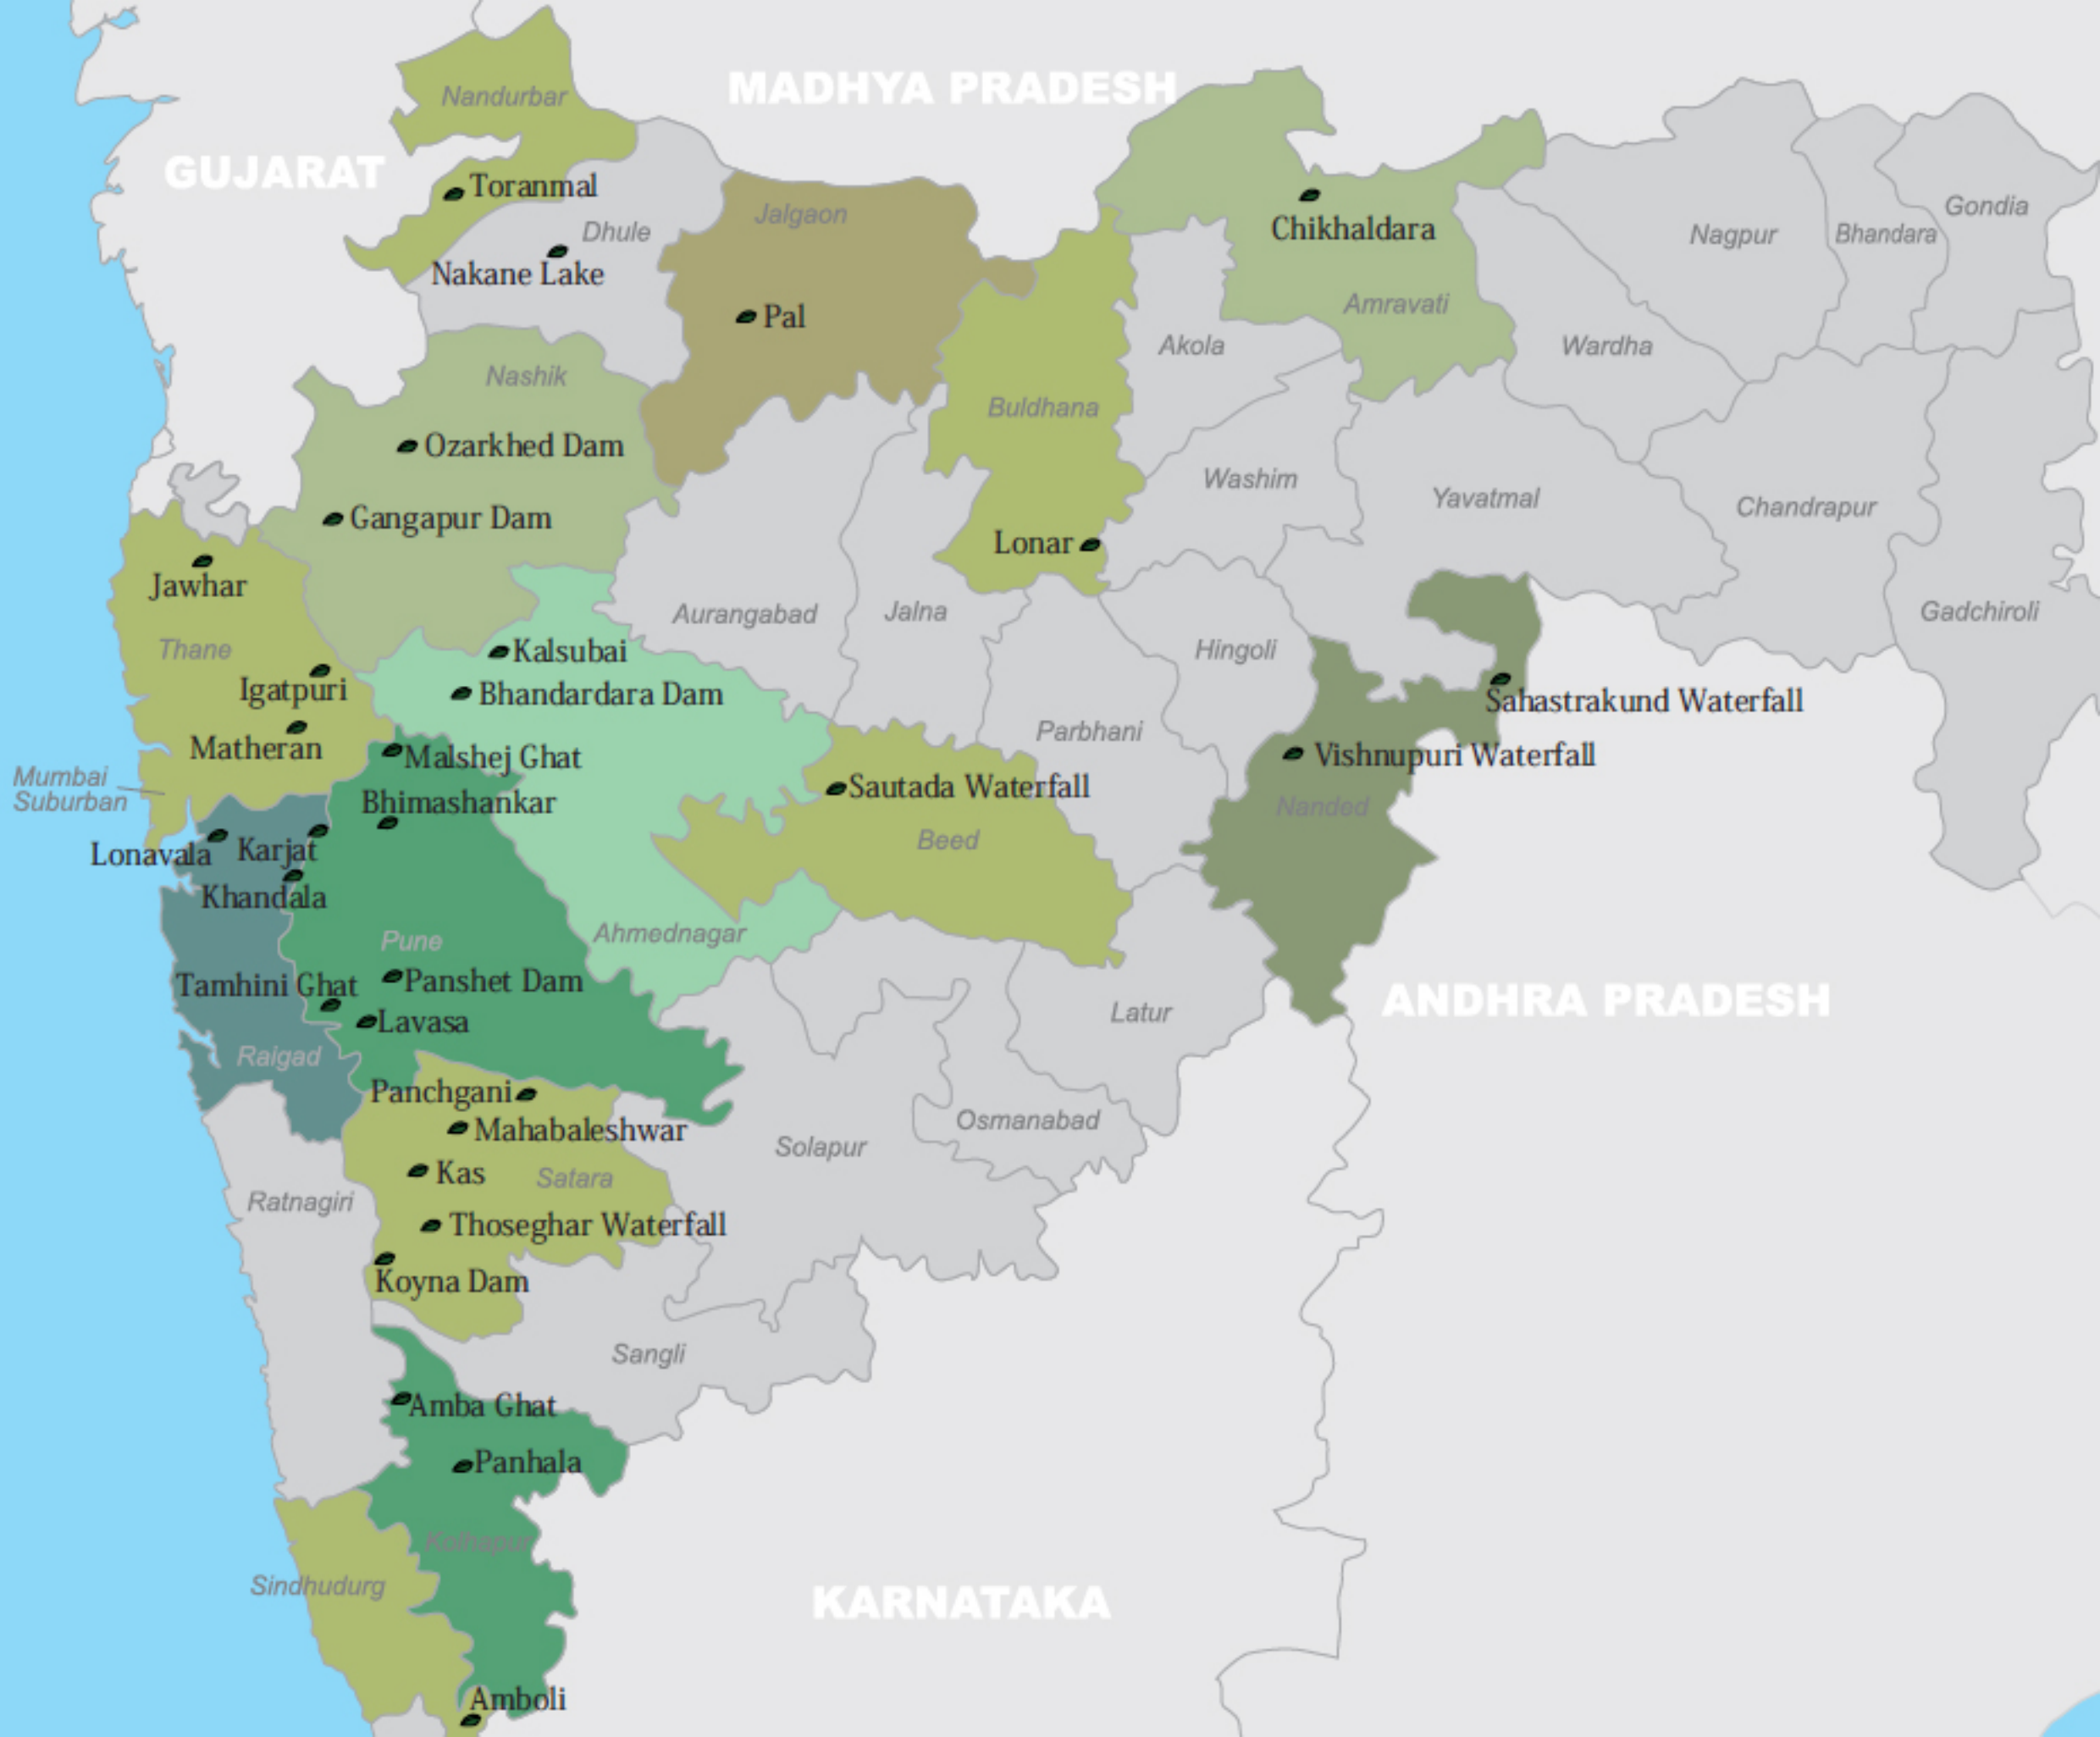 MADHYA PRADESH
Nandurbar
GUJARAT
Toranmal
Dhule
Nakane Lake
Jalgaon
Pal
Chikhaldara
Amravati
Nagpur
Bhandara
Gondia
Akola
Wardha
Nashik
Buldhana
Ozarkhed Dam
Gangapur Dam
Washim
Yavatmal
Chandrapur
Lonar
Jawhar
Thane
Aurangabad
Jalna
Hingoli
Gadchiroli
Kalsubai
Igatpuri
Bhandardara Dam
Sahastrakund Waterfall
Matheran
Malshej Ghat
Parbhani
Vishnupuri Waterfall
Mumbai
Suburban
Bhimashankar
Sautada Waterfall
Nanded
Beed
Lonavala
Karjat
Khandala
Pune
Ahmednagar
Tamhini Ghat
Panshet Dam
Lavasa
Latur
ANDHRA PRADESH
Raigad
Panchgani
Mahabaleshwar
Osmanabad
Solapur
Kas
Satara
Ratnagiri
Thoseghar Waterfall
Koyna Dam
Sangli
Amba Ghat
Panhala
Kolhapur
Sindhudurg
KARNATAKA
Amboli